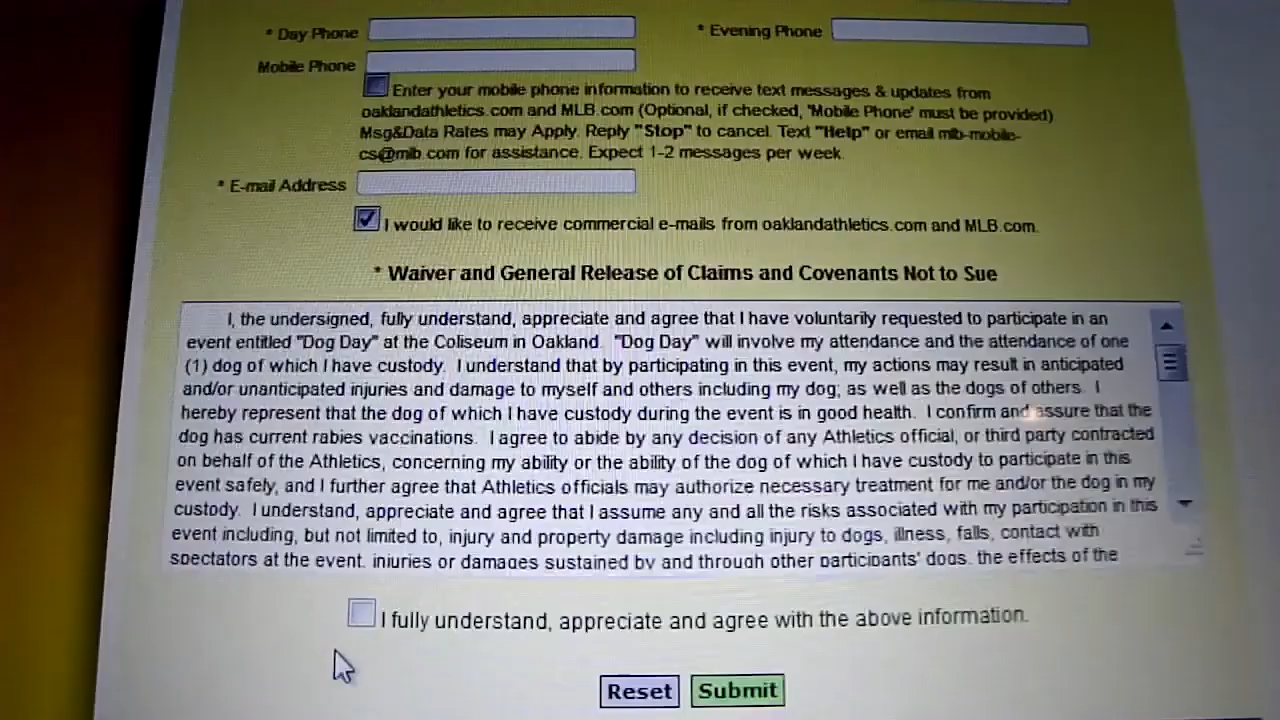 * Day Phone
* Evening Phone
Mobile Phone
Enter your mobile phone information to receive text messages & updates from
oaklandathletics.com and MLB.com (Optional, if checked, 'Mobile Phone' must be provided)
Msg&Data Rates may Apply. Reply "Stop" to cancel. Text "Help" or email mlb-mobile-
cs@mlb.com for assistance. Expect 1-2 messages per week.
* E-mail Address
I would like to receive commercial e-mails from oaklandathletics.com and MLB.com.
* Waiver and General Release of Claims and Covenants Not to Sue
I, the undersigned, fully understand, appreciate and agree that I have voluntarily requested to participate in an
event entitled "Dog Day" at the Coliseum in Oakland. "Dog Day" will involve my attendance and the attendance of one
(1) dog of which I have custody. I understand that by participating in this event, my actions may result in anticipated
and/or unanticipated injuries and damage to myself and others including my dog; as well as the dogs of others. I
hereby represent that the dog of which I have custody during the event is in good health. I confirm and assure that the
dog has current rabies vaccinations. I agree to abide by any decision of any Athletics official, or third party contracted
on behalf of the Athletics, concerning my ability or the ability of the dog of which I have custody to participate in this
event safely, and I further agree that Athletics officials may authorize necessary treatment for me and/or the dog in my
custody. I understand, appreciate and agree that I assume any and all the risks associated with my participation in this
event including, but not limited to, injury and property damage including injury to dogs, illness, falls, contact with
spectators at the event, injuries or damages sustained by and through other participants' dogs, the effects of the
I fully understand, appreciate and agree with the above information.
Reset Submit